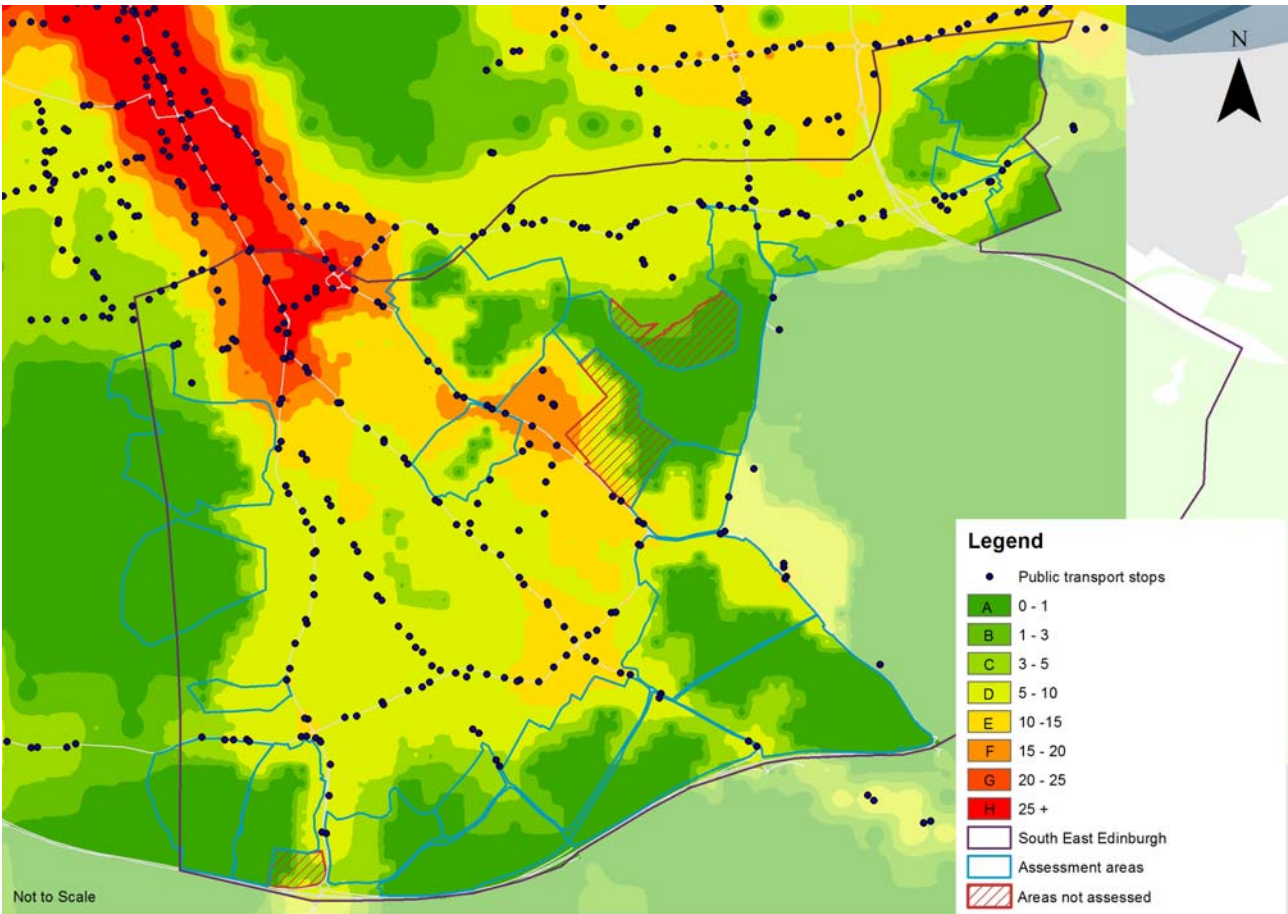 N
Legend
Public transport stops
A 0 - 1
B 1 - 3
C 3 - 5
D 5 - 10
E 10 -15
F 15 - 20
G 20 - 25
H 25 +
South East Edinburgh
Assessment areas
Areas not assessed
Not to Scale